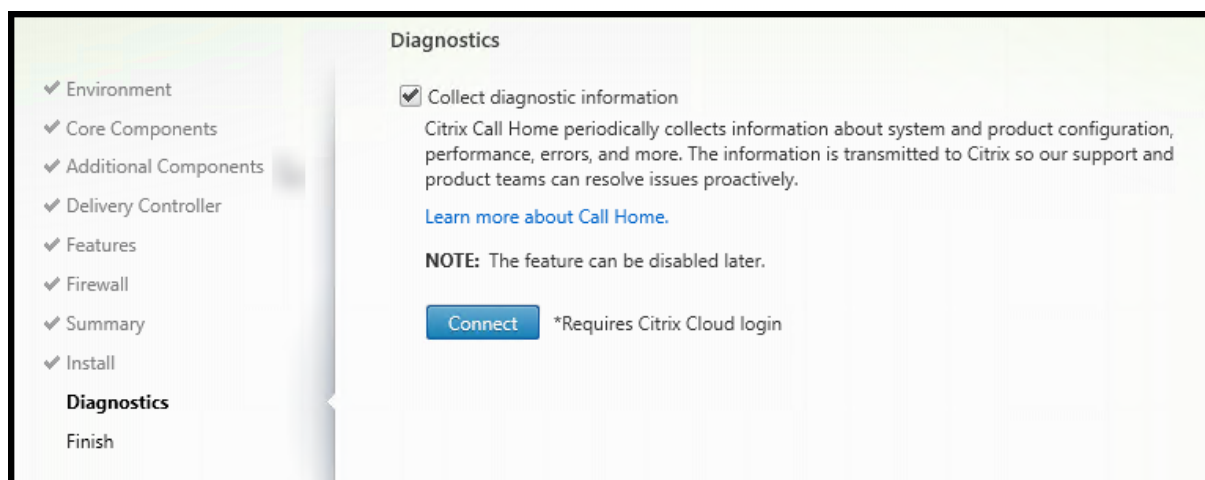 Diagnostics
Environment
Core Components
Additional Components
Delivery Controller
Features
Firewall
Summary
Install
Diagnostics
Finish
Collect diagnostic information
Citrix Call Home periodically collects information about system and product configuration,
performance, errors, and more. The information is transmitted to Citrix so our support and
product teams can resolve issues proactively.
Learn more about Call Home.
NOTE: The feature can be disabled later.
Connect *Requires Citrix Cloud login